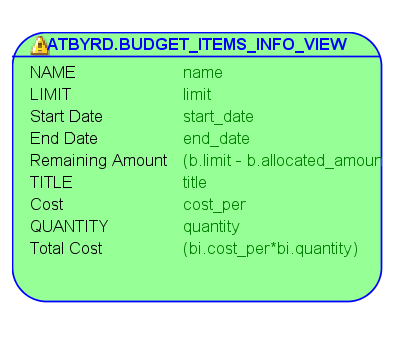 ATBYRD.BUDGET_ITEMS_INFO_VIEW
NAME name
LIMIT limit
Start Date start_date
End Date end_date
Remaining Amount (b.limit - b.allocated_amoun
TITLE title
Cost cost_per
QUANTITY quantity
Total Cost (bi.cost_per*bi.quantity)